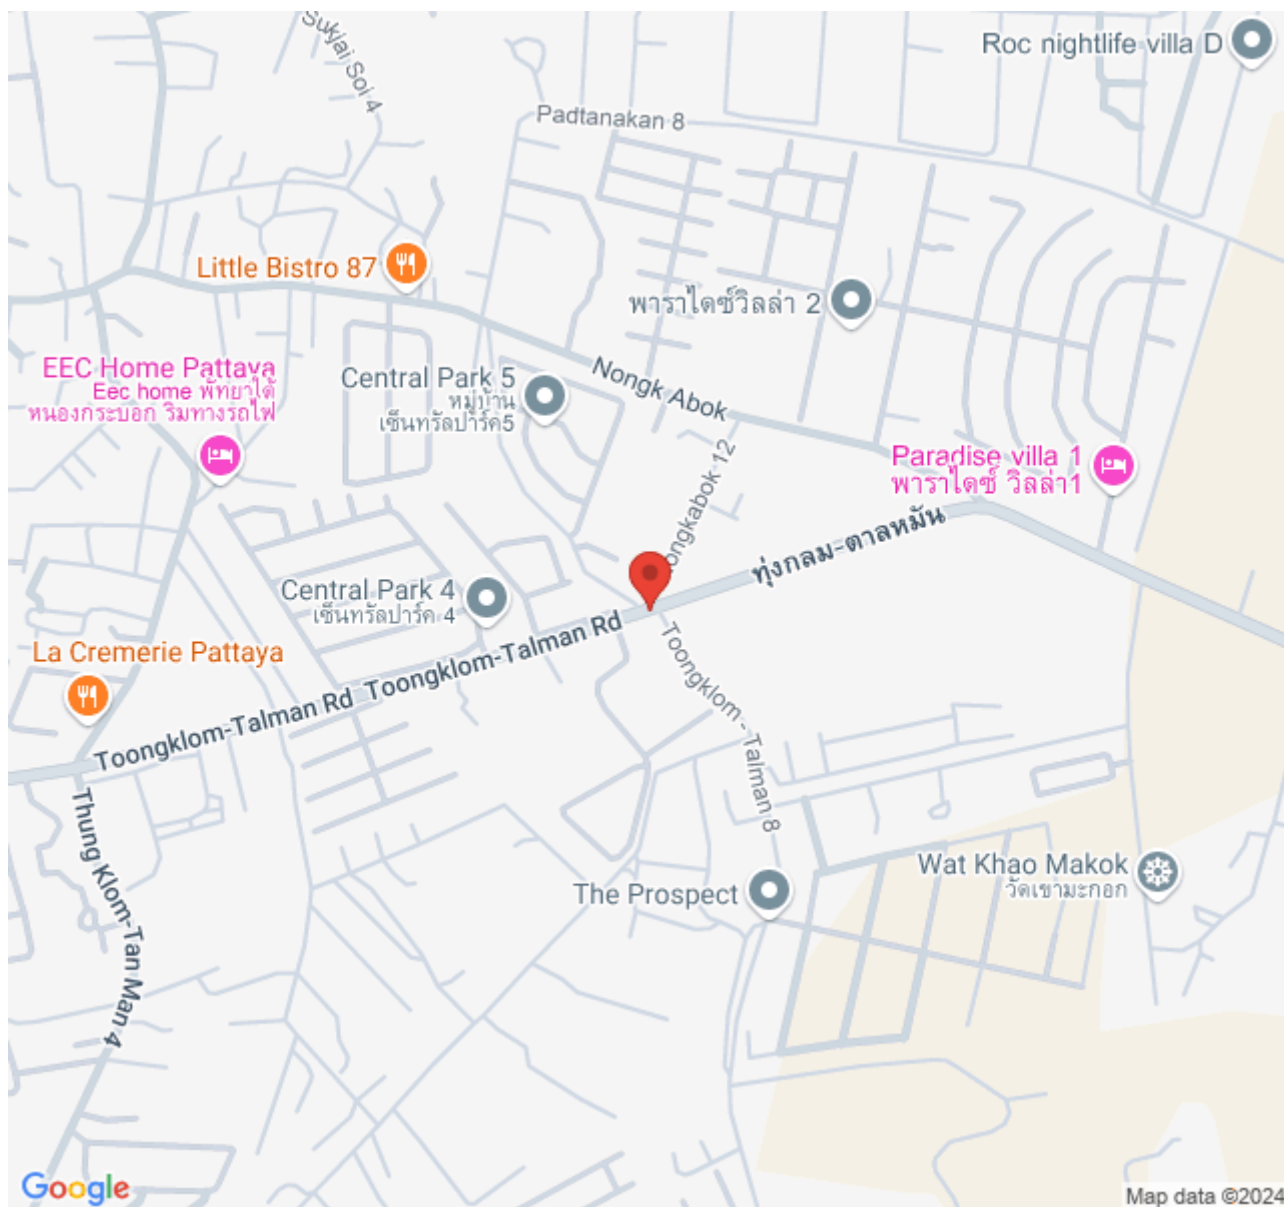 Sukjai Soi 4
Roc nightlife villa D
Padtanakan 8
Little Bistro 87
พาราไดซ์วิลล่า 2
EEC Home Pattaya
Eec home พัทยาใต้
หนองกระบอก ริมทางรถไฟ
Central Park 5
หมู่บ้าน
เซ็นทรัลปาร์ค5
Nongk Abok
Paradise villa 1
พาราไดซ์ วิลล่า1
ongkabok 12
ทุ่งกลม-ตาลหมัน
Central Park 4
เซ็นทรัลปาร์ค 4
La Cremerie Pattaya
Toongklom-Talman Rd
Toongklom-Talman Rd
Toongklom - Talman 8
Thung Klom-Tan Man 4
The Prospect
Wat Khao Makok
วัดเขามะกอก
Google
Map data ©2024